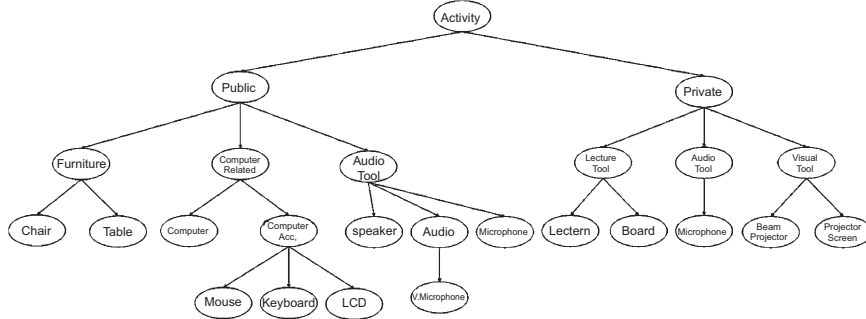 Activity
Public
Private
Furniture
Computer
Related
Audio
Tool
Lecture
Tool
Audio
Tool
Visual
Tool
Chair
Table
Computer
Computer
Acc,
speaker
Audio
Microphone
Lectern
Board
Microphone
Beam
Projector
Projector
Screen
Mouse
Keyboard
LCD
V.Microphone